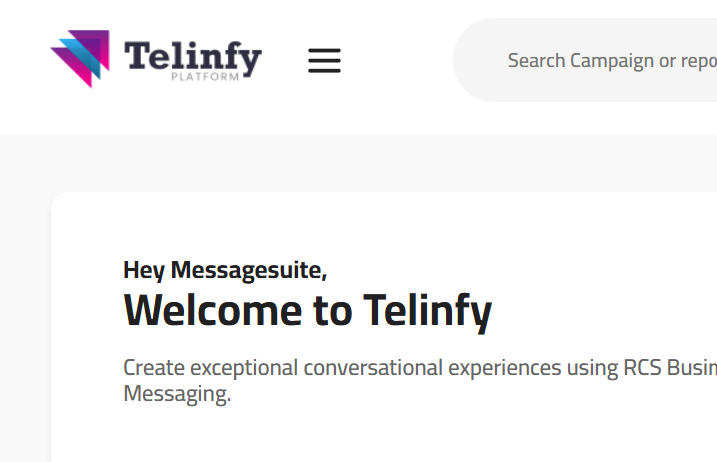 Telinfy
PLATFORM
Search Campaign or repo
Hey Messagesuite,
Welcome to Telinfy
Create exceptional conversational experiences using RCS Busin
Messaging.